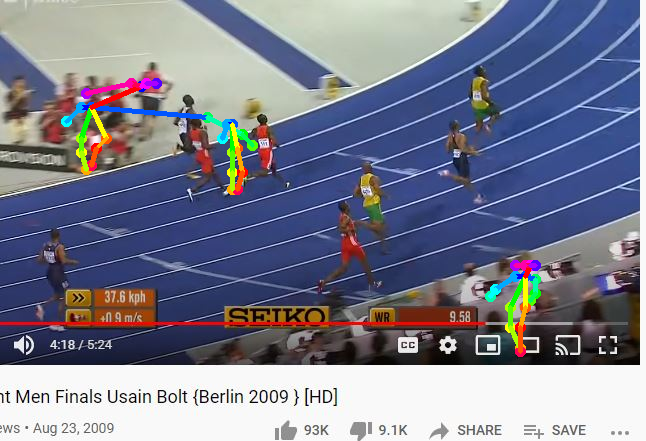 37.6 kph
+0.9 m/s
SEIKO
WR 9.58
4:18 / 5:24
CC
nt Men Finals Usain Bolt {Berlin 2009 } [HD]
ews • Aug 23, 2009
93K
9.1K
SHARE
SAVE